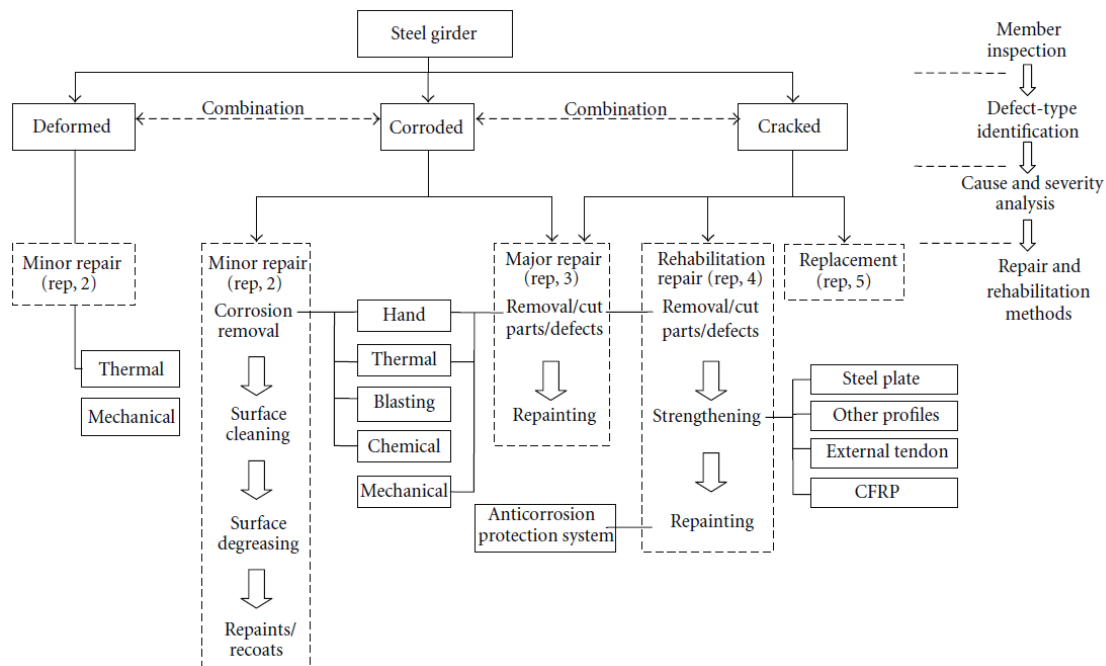 Steel girder
Member
inspection
Combination
Combination
Deformed
Corroded
Cracked
Defect-type
identification
Cause and severity
analysis
Minor repair
(rep, 2)
Minor repair
(rep, 2)
Major repair
(rep, 3)
Rehabilitation
repair (rep, 4)
Replacement
(rep, 5)
Repair and
rehabilitation
methods
Corrosion
removal
Hand
Removal/cut
parts/defects
Removal/cut
parts/defects
Thermal
Thermal
Mechanical
Blasting
Chemical
Mechanical
Surface
cleaning
Repainting
Strengthening
Steel plate
Other profiles
External tendon
CFRP
Surface
degreasing
Anticorrosion
protection system
Repainting
Repaints/
recoats